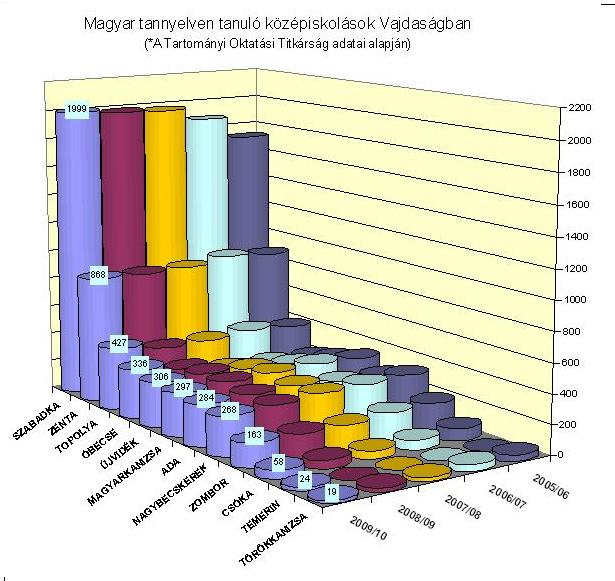 Magyar tannyelven tanuló középiskolások Vajdaságban
(*A Tartományi Oktatási Titkárság adatai alapján)
1999
868
427
336
306
297
284
268
163
58
24
19
2200
2000
1800
1600
1400
1200
1000
800
600
400
200
0
SZABADKA
ZENTA
TOPOLYA
ÓBECSE
ÚJVIDÉK
MAGYARKANIZSA
ADA
NAGYBECSKEREK
ZOMBOR
CSÓKA
TEMERIN
TÖRÖKKANIZSA
2009/10
2008/09
2007/08
2006/07
2005/06